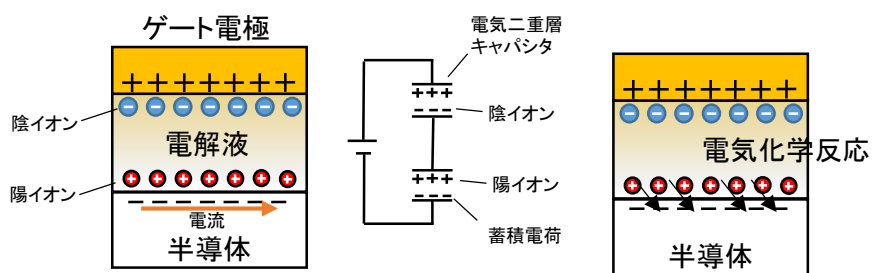 ゲート電極
+ + + + + + +
陰イオン
電解液
陽イオン
電流
半導体
電気二重層
キャパシタ
+ + +
陰イオン
+ + +
陽イオン
蓄積電荷
+ + + + + + +
電気化学反応
半導体